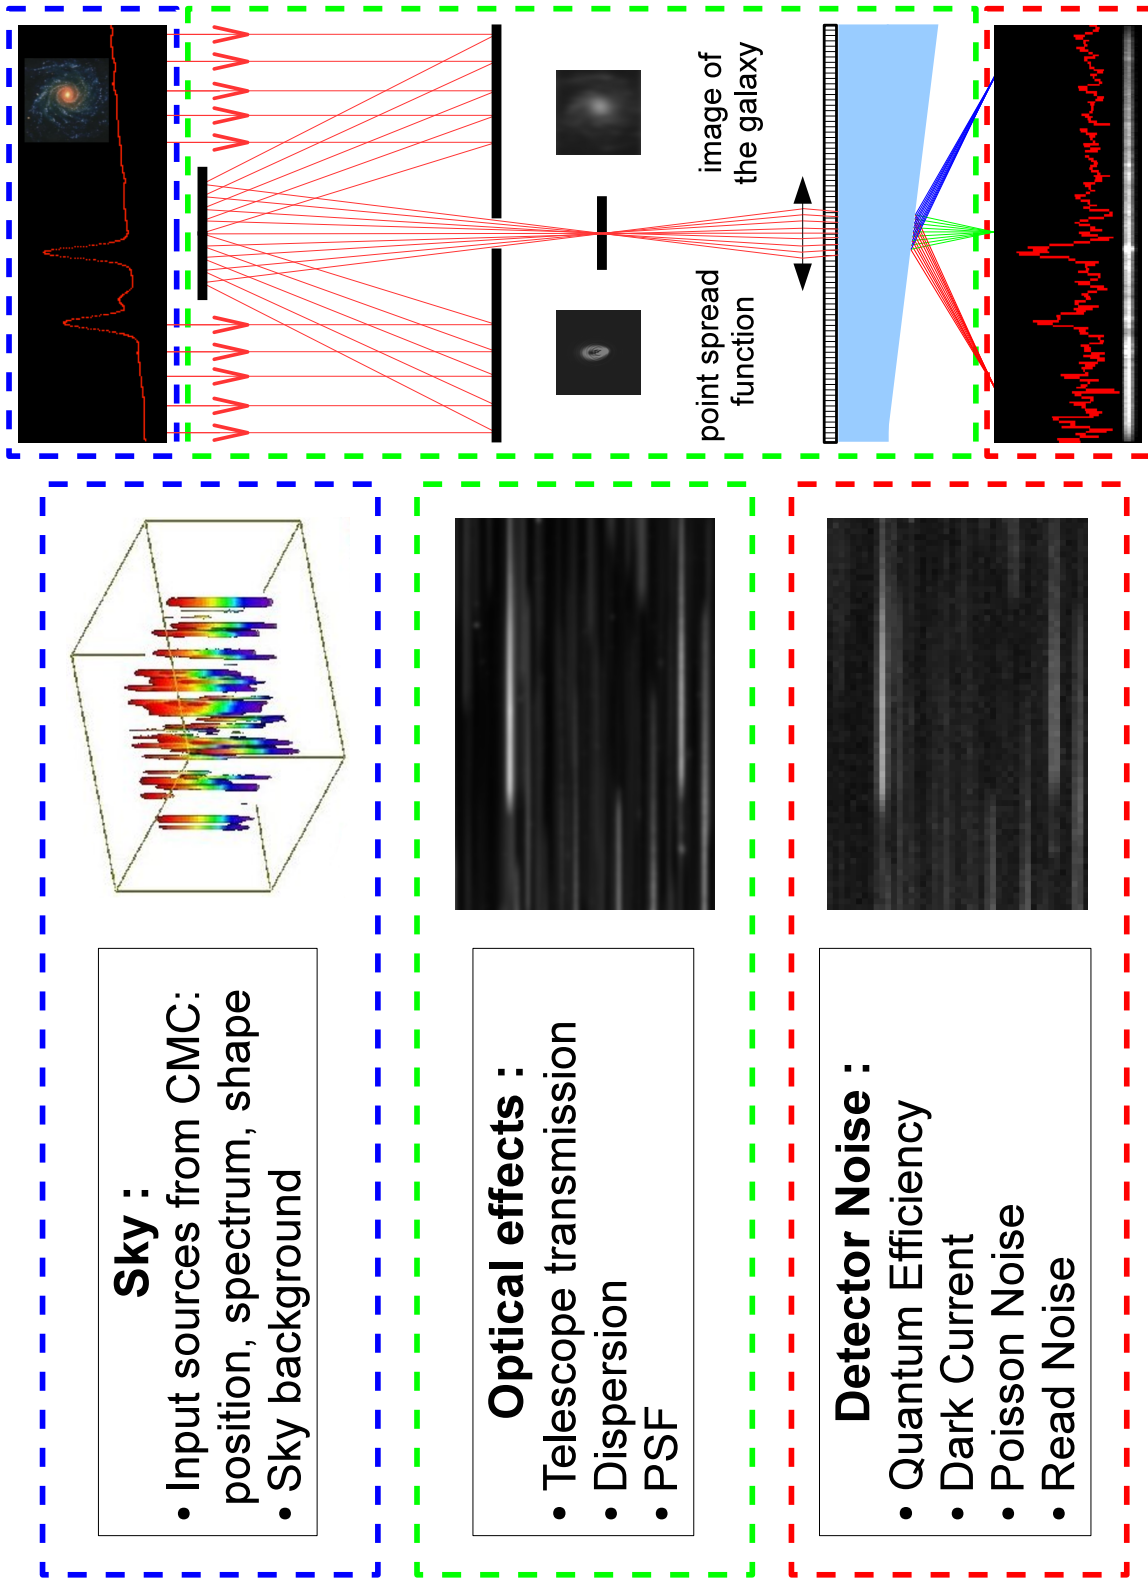 Sky :
• Input sources from CMC:
position, spectrum, shape
• Sky background
Optical effects :
• Telescope transmission
• Dispersion
• PSF
Detector Noise :
• Quantum Efficiency
• Dark Current
• Poisson Noise
• Read Noise
point spread
function
image of
the galaxy